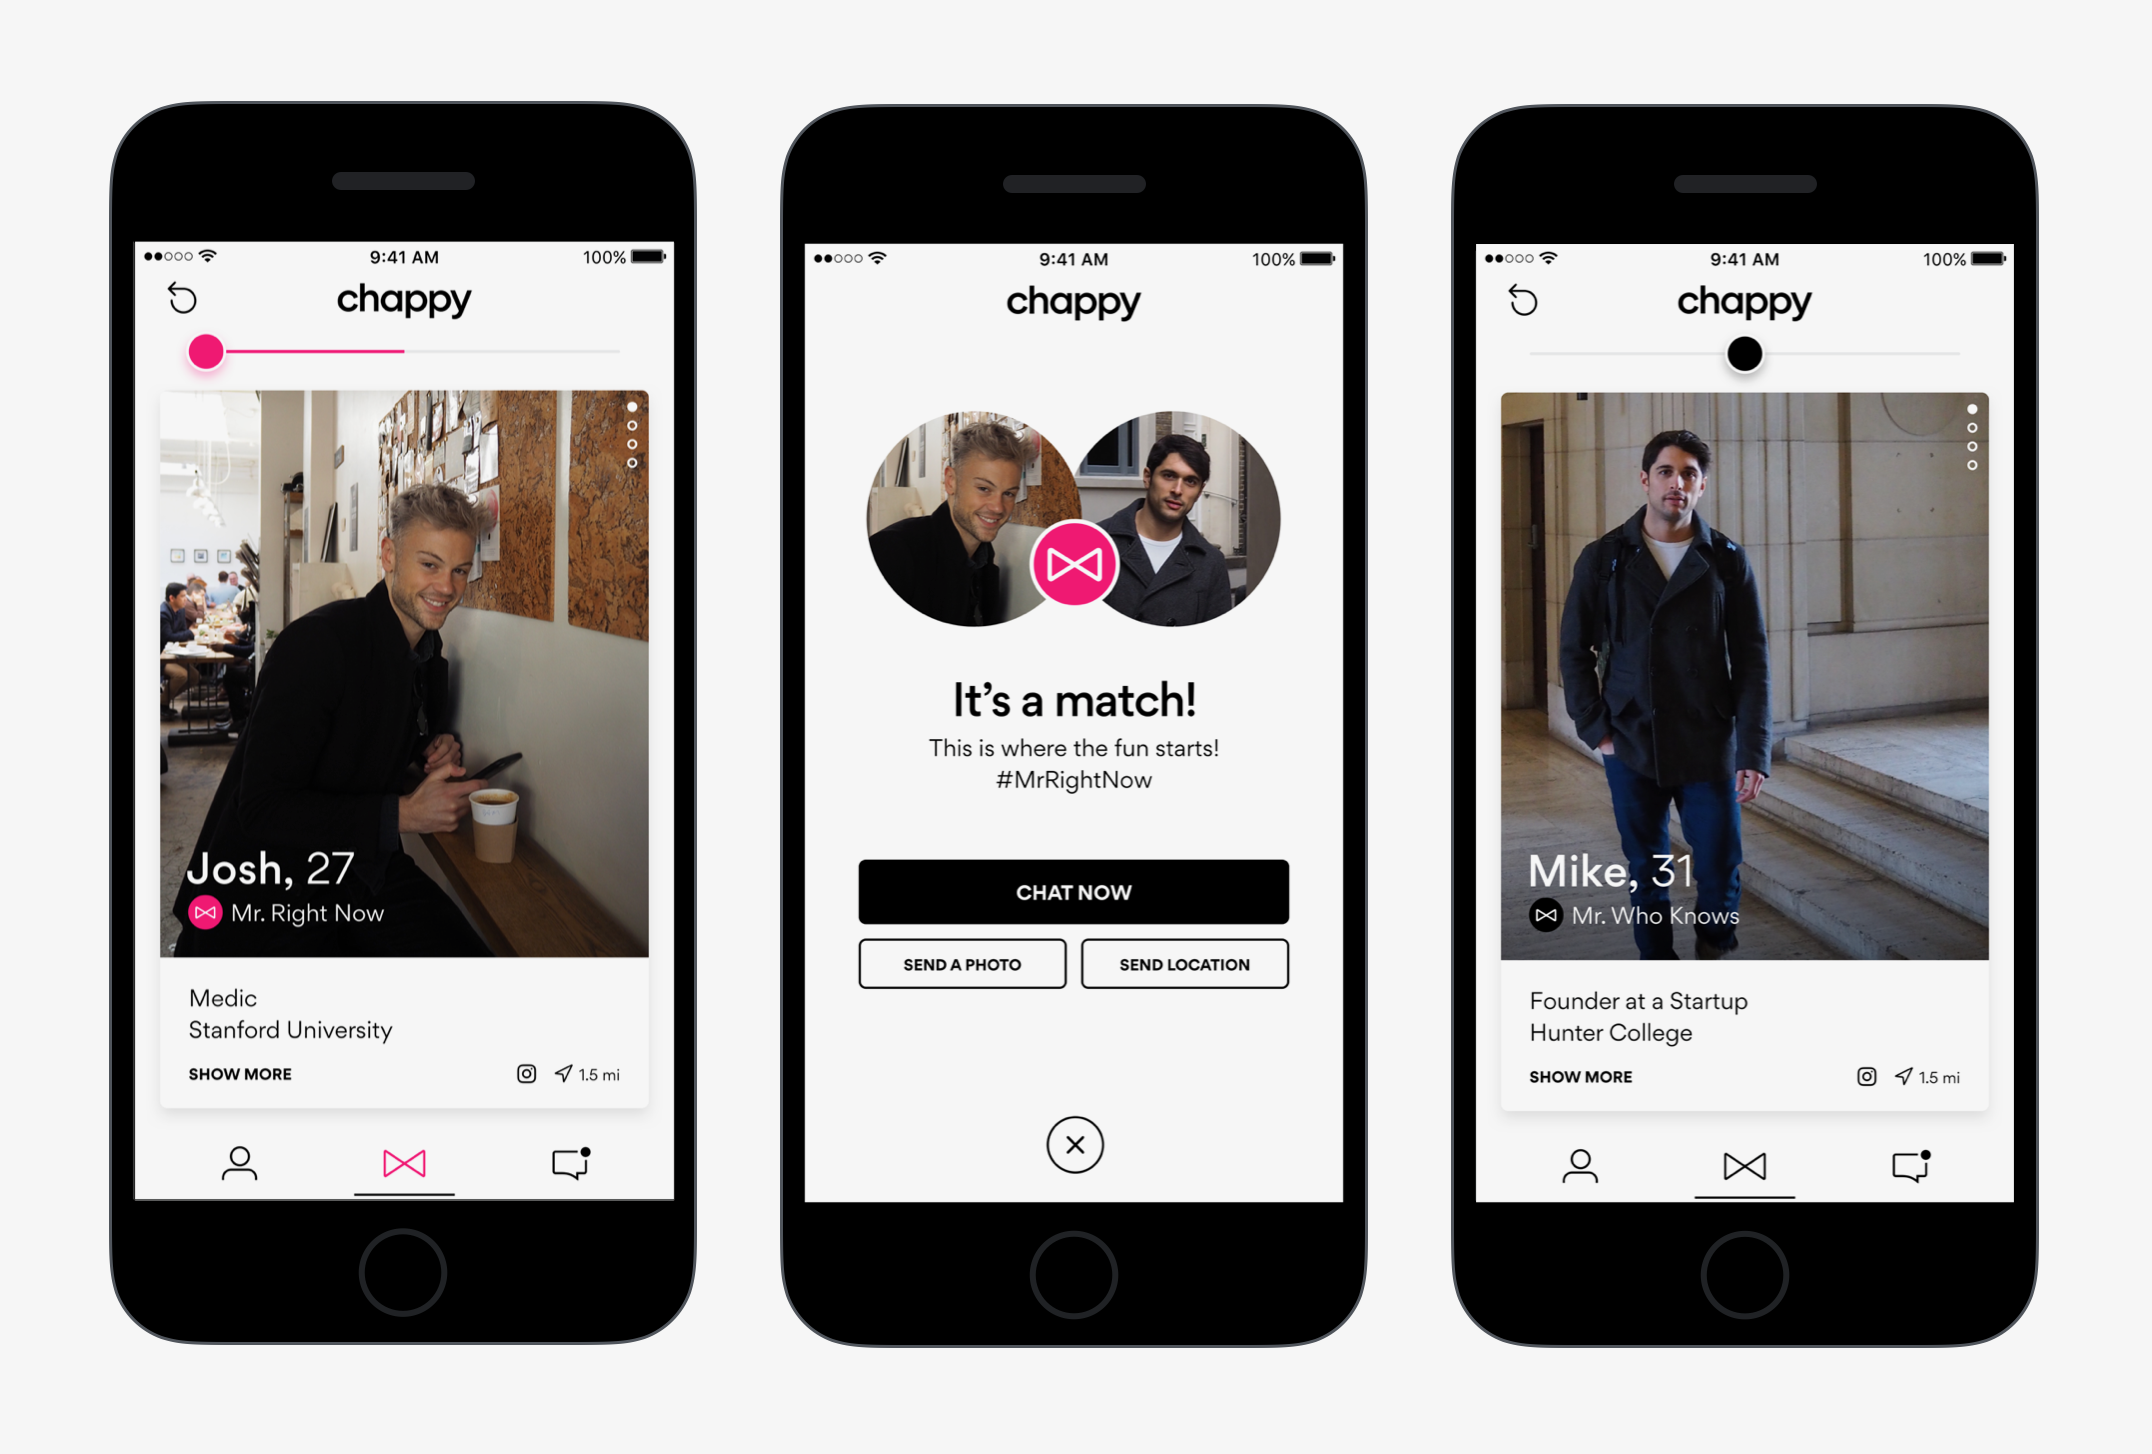 9:41 AM
100%
chappy
Josh, 27
Mr. Right Now
Medic
Stanford University
SHOW MORE
1.5 mi
9:41 AM
100%
chappy
It's a match!
This is where the fun starts!
#MrRightNow
CHAT NOW
SEND A PHOTO
SEND LOCATION
9:41 AM
100%
chappy
Mike, 31
Mr. Who Knows
Founder at a Startup
Hunter College
SHOW MORE
1.5 mi